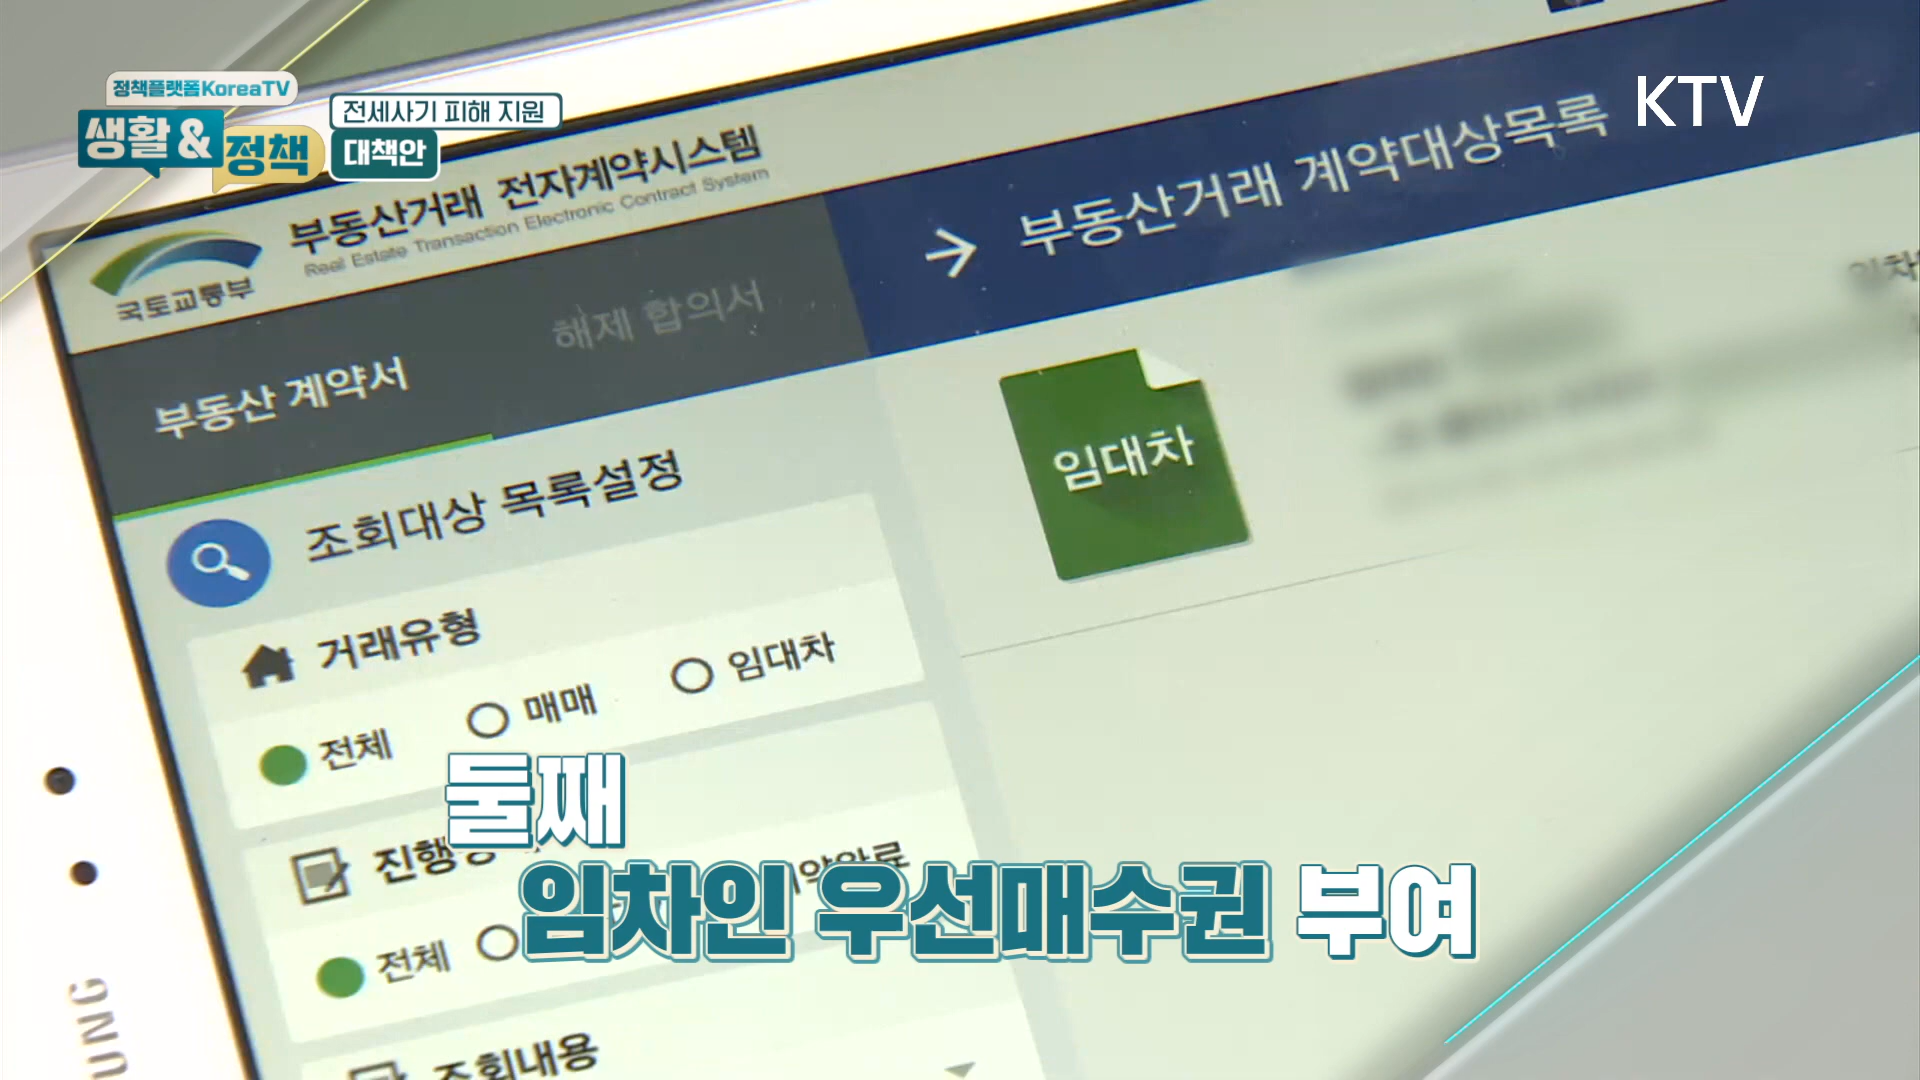 정책플랫폼KoreaTV
생활&정책
전세사기 피해 지원
대책안
KTV
국토교통부
부동산거래 전자계약시스템
Real Estate Transaction Electronic Contract System
부동산 계약서
해제 합의서
→ 부동산거래 계약대상목록
임대차
조회대상 목록설정
거래유형
전체 매매 임대차
전체
조회내용
둘째
임차인 우선매수권 부여